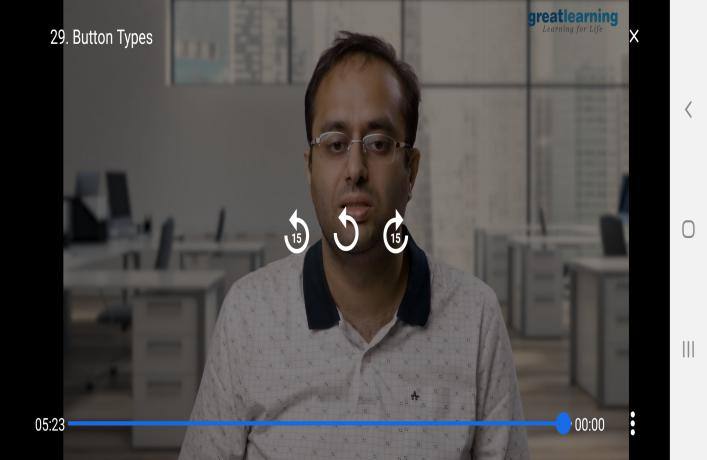 greatlearning
Learning for Life
29. Button Types
X
15
15
05:23
00:00